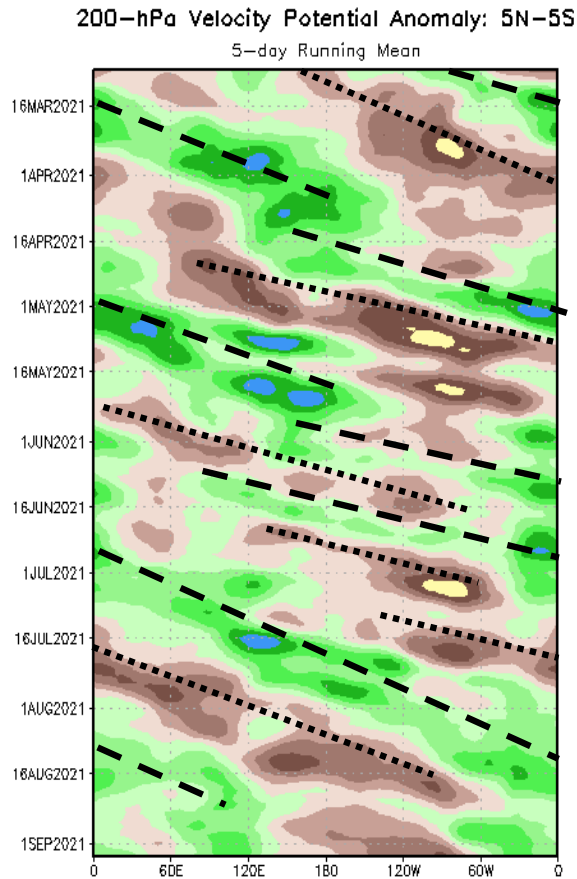 200-hPa Velocity Potential Anomaly: 5N-5S
5-day Running Mean
16MAR2021
1APR2021
16APR2021
1MAY2021
16MAY2021
1JUN2021
16JUN2021
1JUL2021
16JUL2021
1AUG2021
16AUG2021
1SEP2021
0 60E 120E 180 120W 60W 0